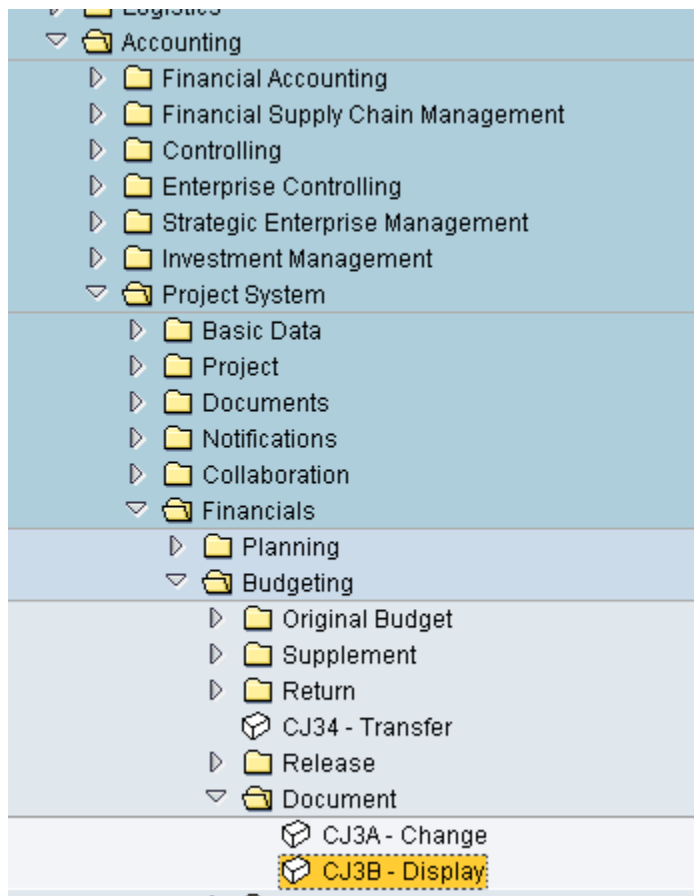 Logistics
Accounting
Financial Accounting
Financial Supply Chain Management
Controlling
Enterprise Controlling
Strategic Enterprise Management
Investment Management
Project System
Basic Data
Project
Documents
Notifications
Collaboration
Financials
Planning
Budgeting
Original Budget
Supplement
Return
CJ34 - Transfer
Release
Document
CJ3A - Change
CJ3B - Display